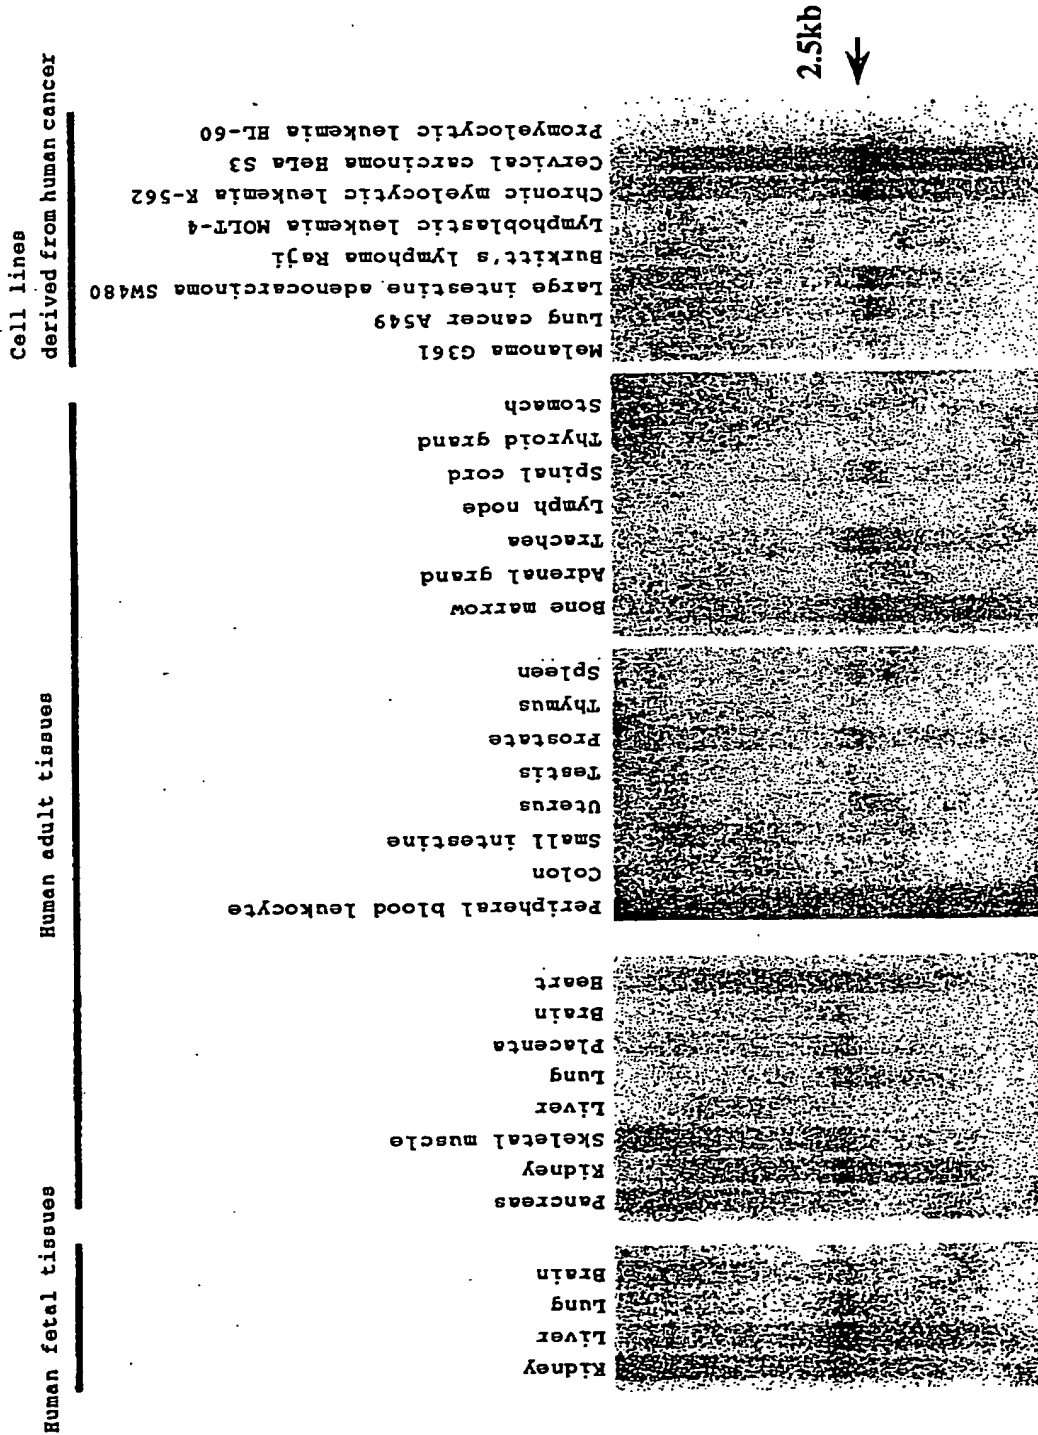 Human fetal tissues
Human adult tissues
Cell lines
derived from human cancer
Kidney
Liver
Lung
Brain
Pancreas
Kidney
Skeletal muscle
Liver
Lung
Placenta
Brain
Heart
Peripheral blood leukocyte
Colon
Small intestine
Uterus
Testis
Prostate
Thymus
Spleen
Bone marrow
Adrenal grand
Trachea
Lymph node
Spinal cord
Thyroid grand
Stomach
Melanoma G361
Lung cancer A549
Large intestine adenocarocinoma SW480
Burkitt's lymphoma Raji
Lymphoblastic leukemia MOLT-4
Chronic myelocytic leukemia K-562
Cervical carcinoma HeLa S3
Promyelocytic leukemia HL-60
2.5kb